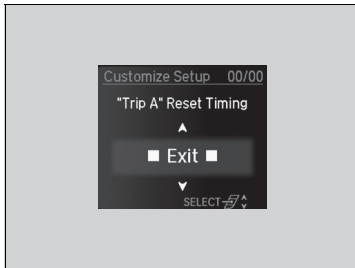 Customize Setup 00/00
"Trip A" Reset Timing
Exit
SELECT